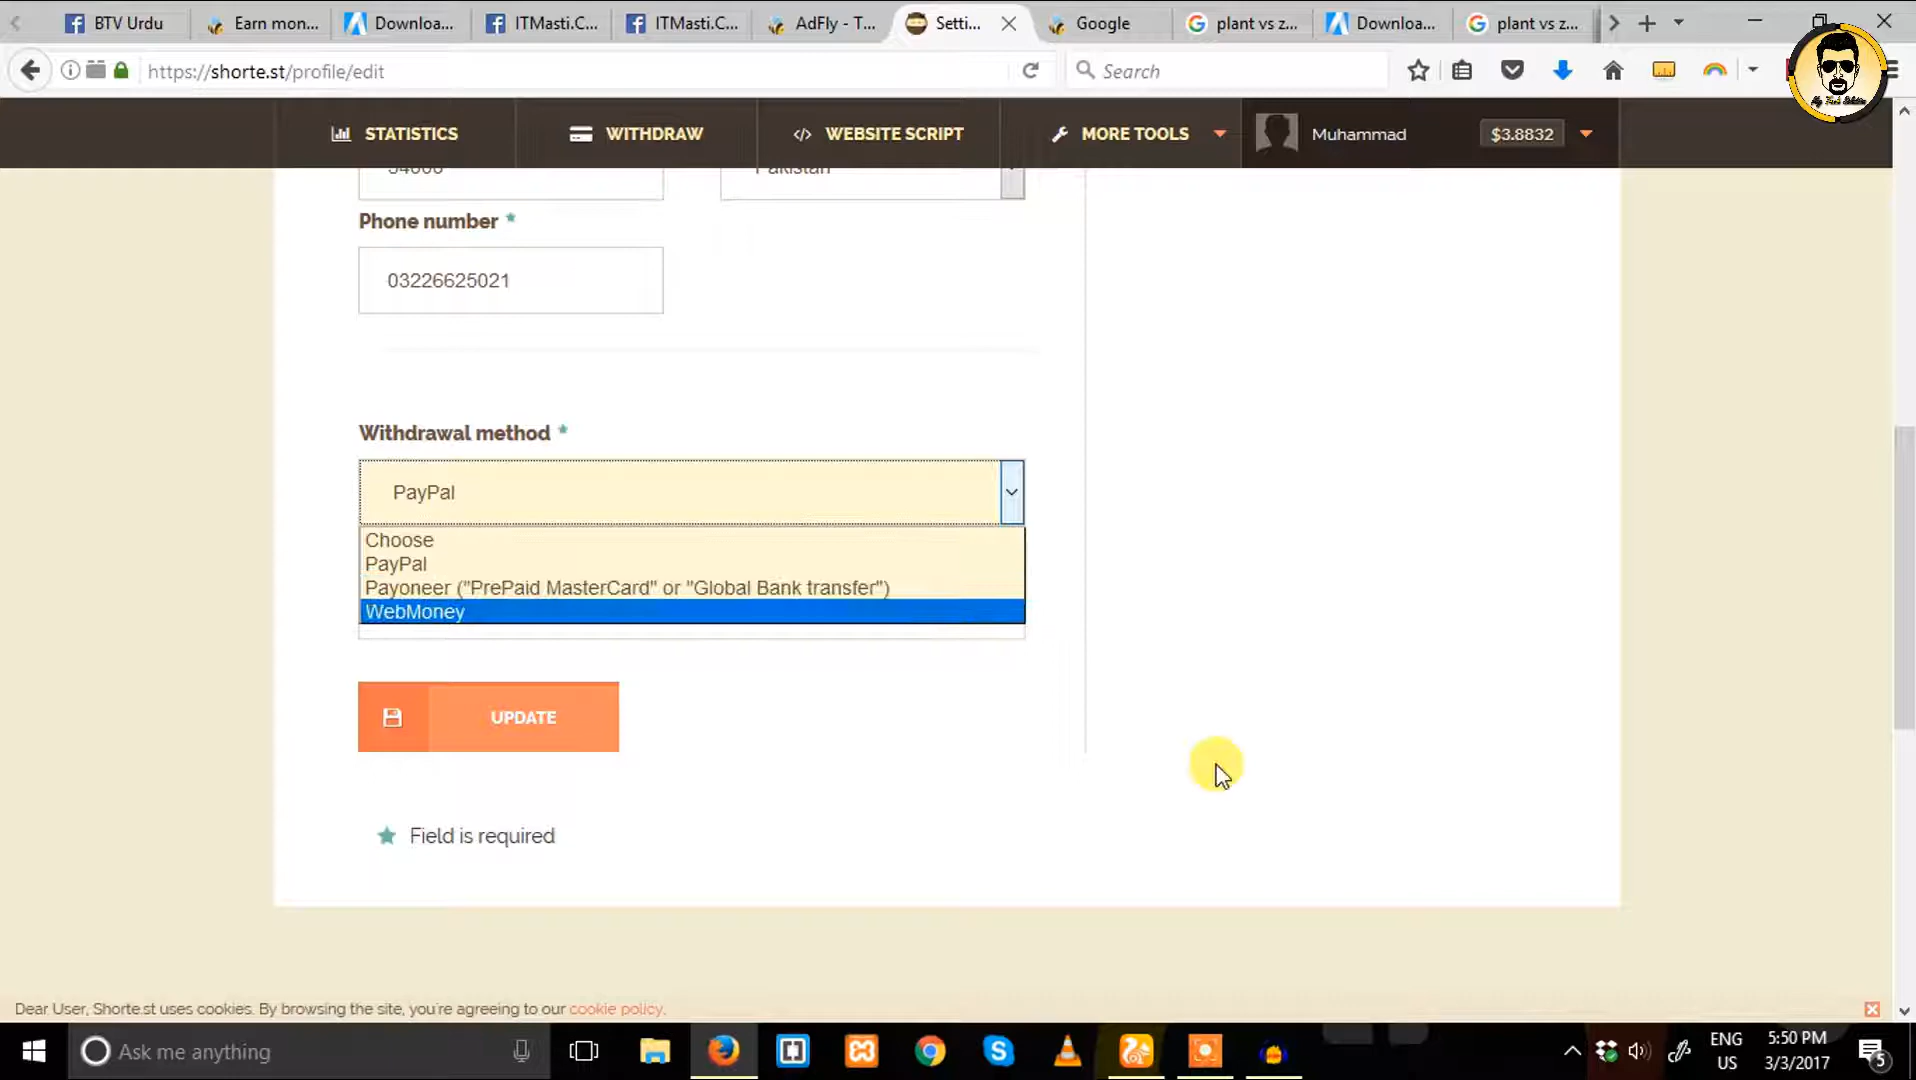 BTV Urdu
Earn mon...
Downloa...
ITMasti.C...
ITMasti.C...
AdFly - T...
Setti...
Google
plant vs z...
Downloa...
plant vs z...
https://shorte.st/profile/edit
Search
STATISTICS
WITHDRAW
WEBSITE SCRIPT
MORE TOOLS
Muhammad
$3.8832
54000
Pakistan
Phone number *
03226625021
Withdrawal method *
PayPal
Choose
PayPal
Payoneer ("PrePaid MasterCard" or "Global Bank transfer")
WebMoney
UPDATE
Field is required
Dear User, Shorte.st uses cookies. By browsing the site, you're agreeing to our cookie policy.
Ask me anything
ENG
US
5:50 PM
3/3/2017
5